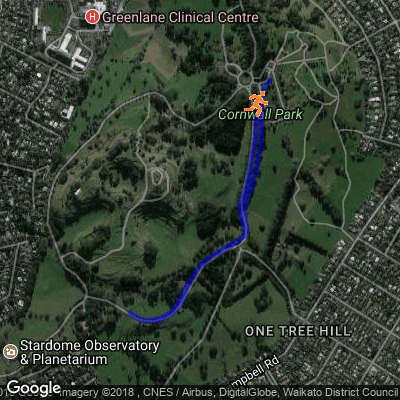 Greenlane Clinical Centre
Cornwall Park
ONE TREE HILL
Stardome Observatory
& Planetarium
Campbell Rd
Google
Imagery ©2018 , CNES / Airbus, DigitalGlobe, Waikato District Council